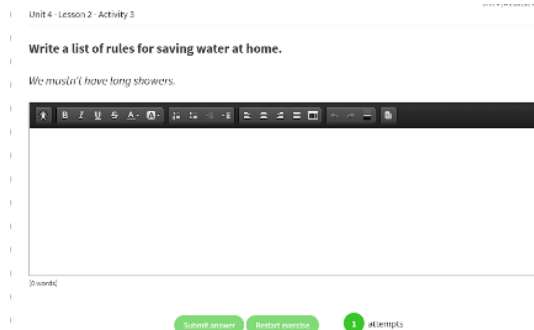 Unit 4 - Lesson 2 - Activity 3
Write a list of rules for saving water at home.
We mustn't have long showers.
B I U S A A
[0 words]
Submit answer Restart exercise 1 attempts